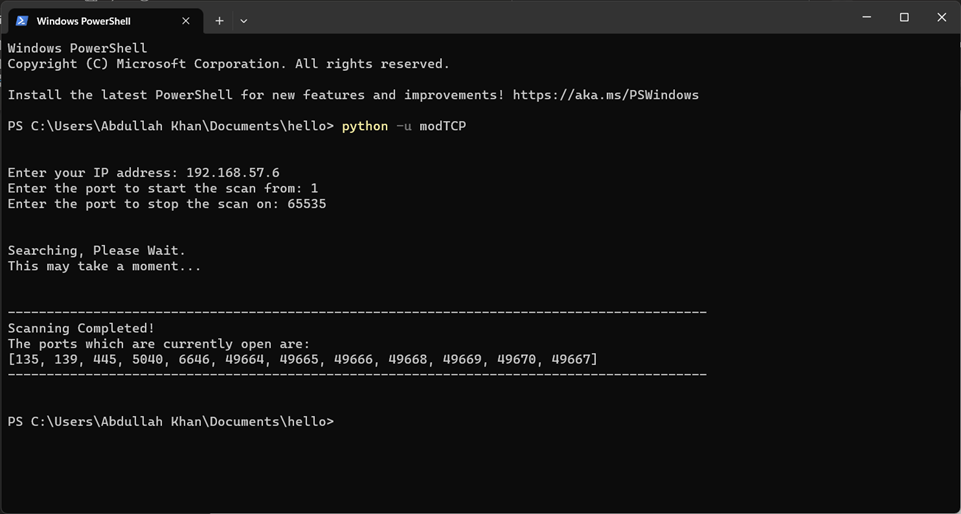 Windows PowerShell
Windows PowerShell
Copyright (C) Microsoft Corporation. All rights reserved.
Install the latest PowerShell for new features and improvements! https://aka.ms/PSWindows
PS C:\Users\Abdullah Khan\Documents\hello> python -u modTCP
Enter your IP address: 192.168.57.6
Enter the port to start the scan from: 1
Enter the port to stop the scan on: 65535
Searching, Please Wait.
This may take a moment...
------------------------------------------------------------------------------------------
Scanning Completed!
The ports which are currently open are:
[135, 139, 445, 5040, 6646, 49664, 49665, 49666, 49668, 49669, 49670, 49667]
------------------------------------------------------------------------------------------
PS C:\Users\Abdullah Khan\Documents\hello>